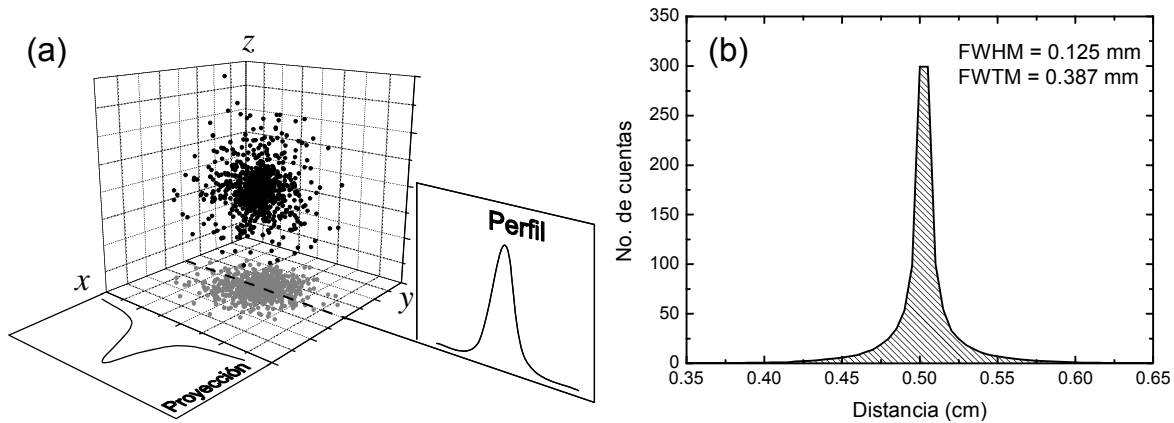 (a)
z
x
y
Perfil
Proyección
(b)
FWHM = 0.125 mm
FWTM = 0.387 mm
No. de cuentas
350
300
250
200
150
100
50
0
0.35 0.40 0.45 0.50 0.55 0.60 0.65
Distancia (cm)